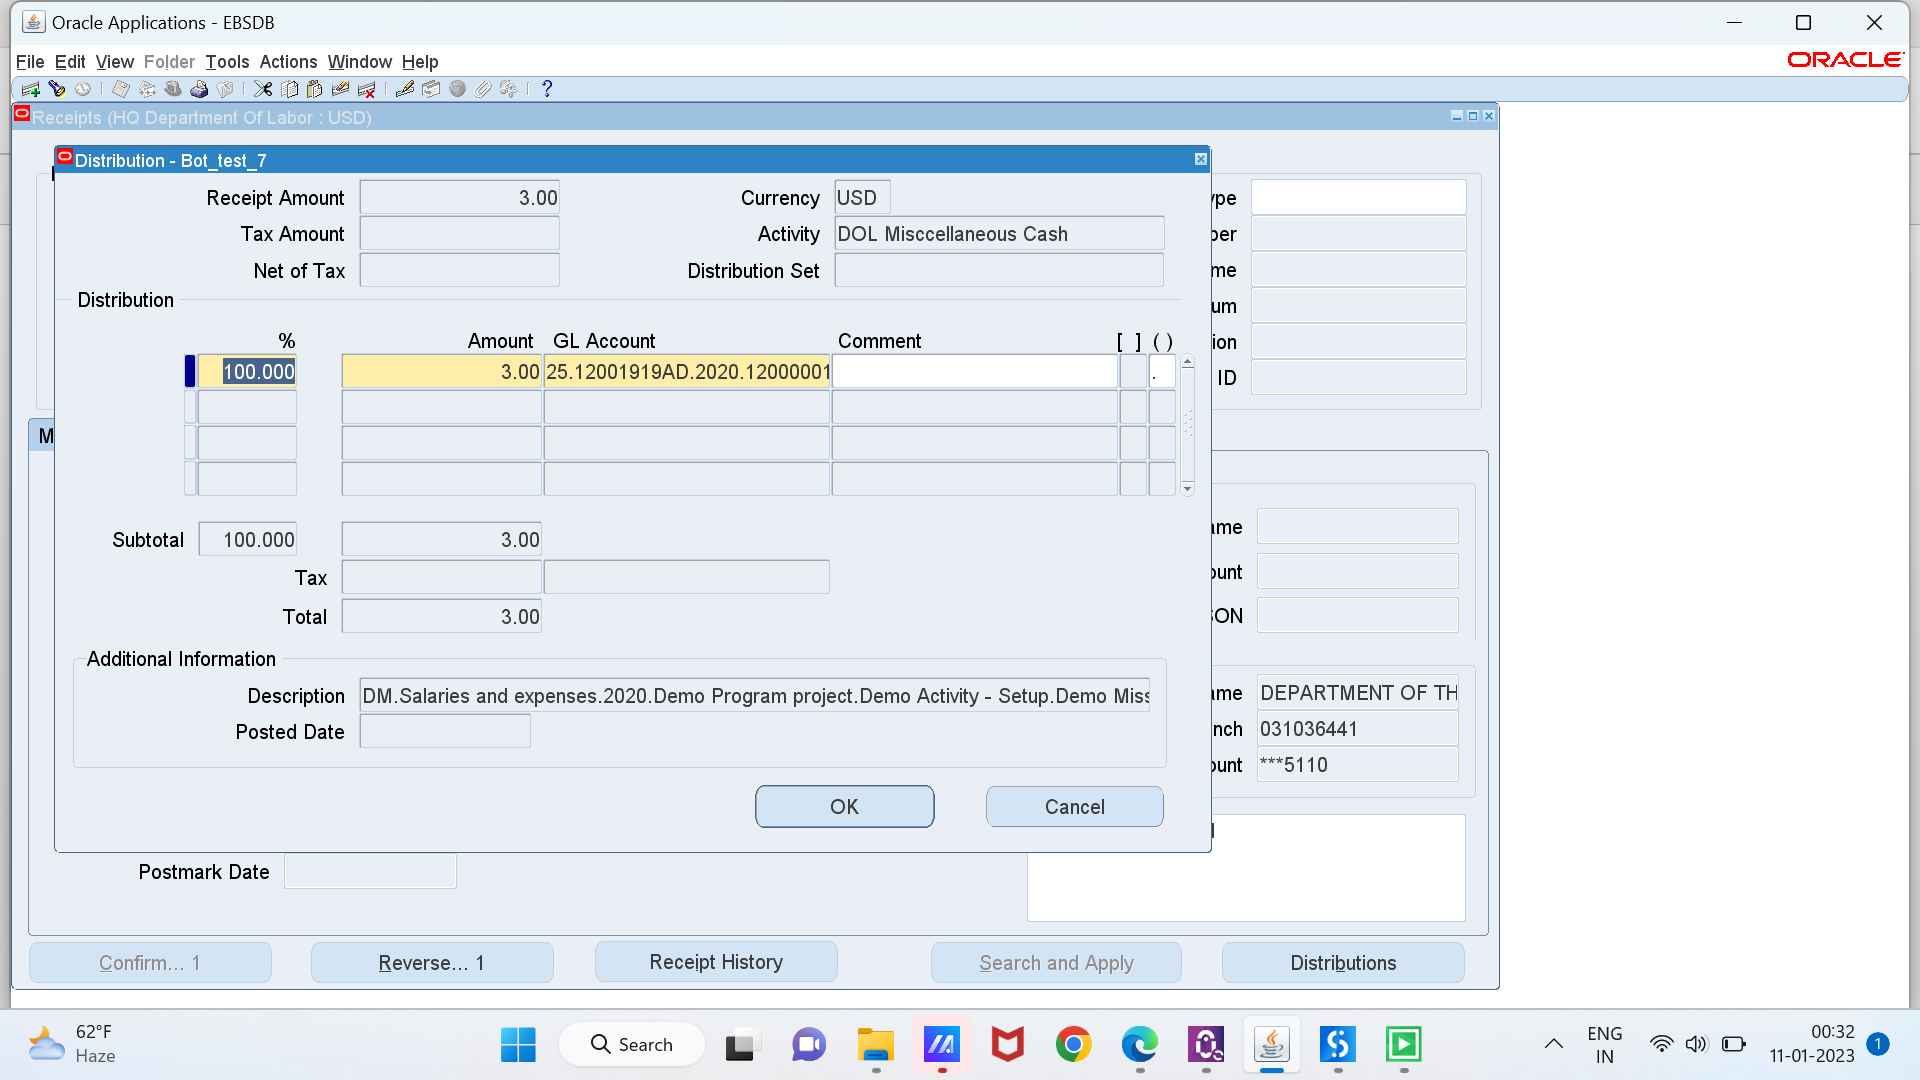 Oracle Applications - EBSDB
File Edit View Folder Tools Actions Window Help
ORACLE
Receipts (HQ Department Of Labor : USD)
Distribution - Bot_test_7
Receipt Amount 3.00 Currency USD
Tax Amount Activity DOL Misccellaneous Cash
Net of Tax Distribution Set
ype
ber
me
um
ion
ID
Distribution
% Amount GL Account Comment [ ] ( )
100.000 3.00 25.12001919AD.2020.12000001 .
M
Subtotal 100.000 3.00
Tax
Total 3.00
ame
ount
SON
Additional Information
Description DM.Salaries and expenses.2020.Demo Program project.Demo Activity - Setup.Demo Miss
Posted Date
ame DEPARTMENT OF TH
nch 031036441
ount ***5110
OK Cancel
Postmark Date
Confirm... 1 Reverse... 1 Receipt History Search and Apply Distributions
62°F
Haze
Search
ENG
IN
00:32
11-01-2023
1